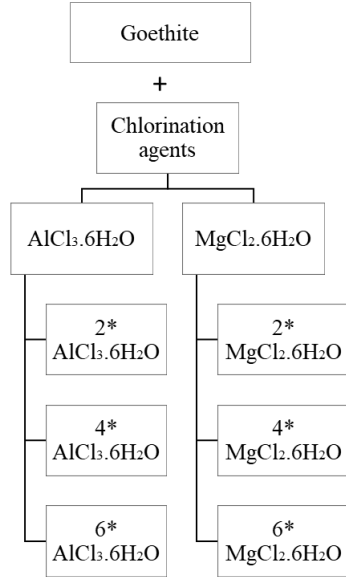 Goethite
+
Chlorination
agents
AlCl₃.6H₂O
MgCl₂.6H₂O
2*
AlCl₃.6H₂O
2*
MgCl₂.6H₂O
4*
AlCl₃.6H₂O
4*
MgCl₂.6H₂O
6*
AlCl₃.6H₂O
6*
MgCl₂.6H₂O